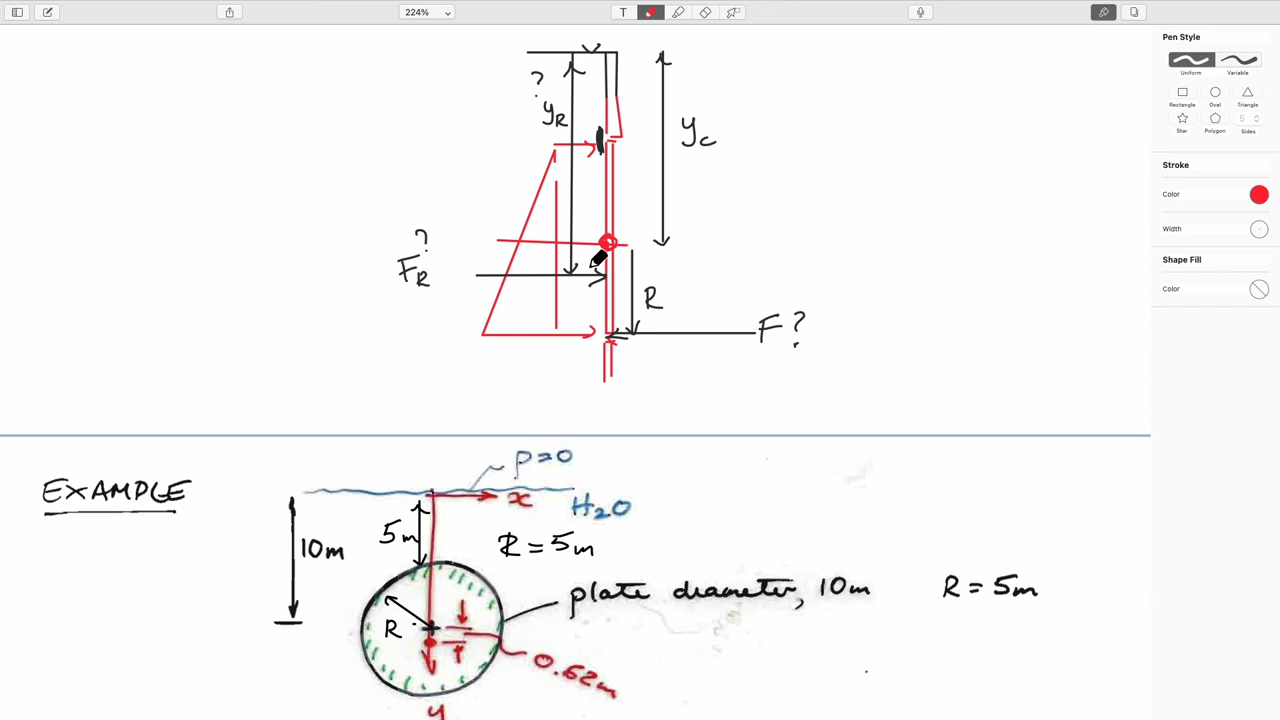 224%
T
Pen Style
Uniform
Variable
Rectangle
Oval
Triangle
Star
Polygon
5
Sides
Stroke
Color
Width
Shape Fill
Color
?
yR
yc
?
FR
R
F?
EXAMPLE
p=0
x
H2O
5m
10m
R = 5m
plate diameter, 10m
R = 5m
R
0.62m
y